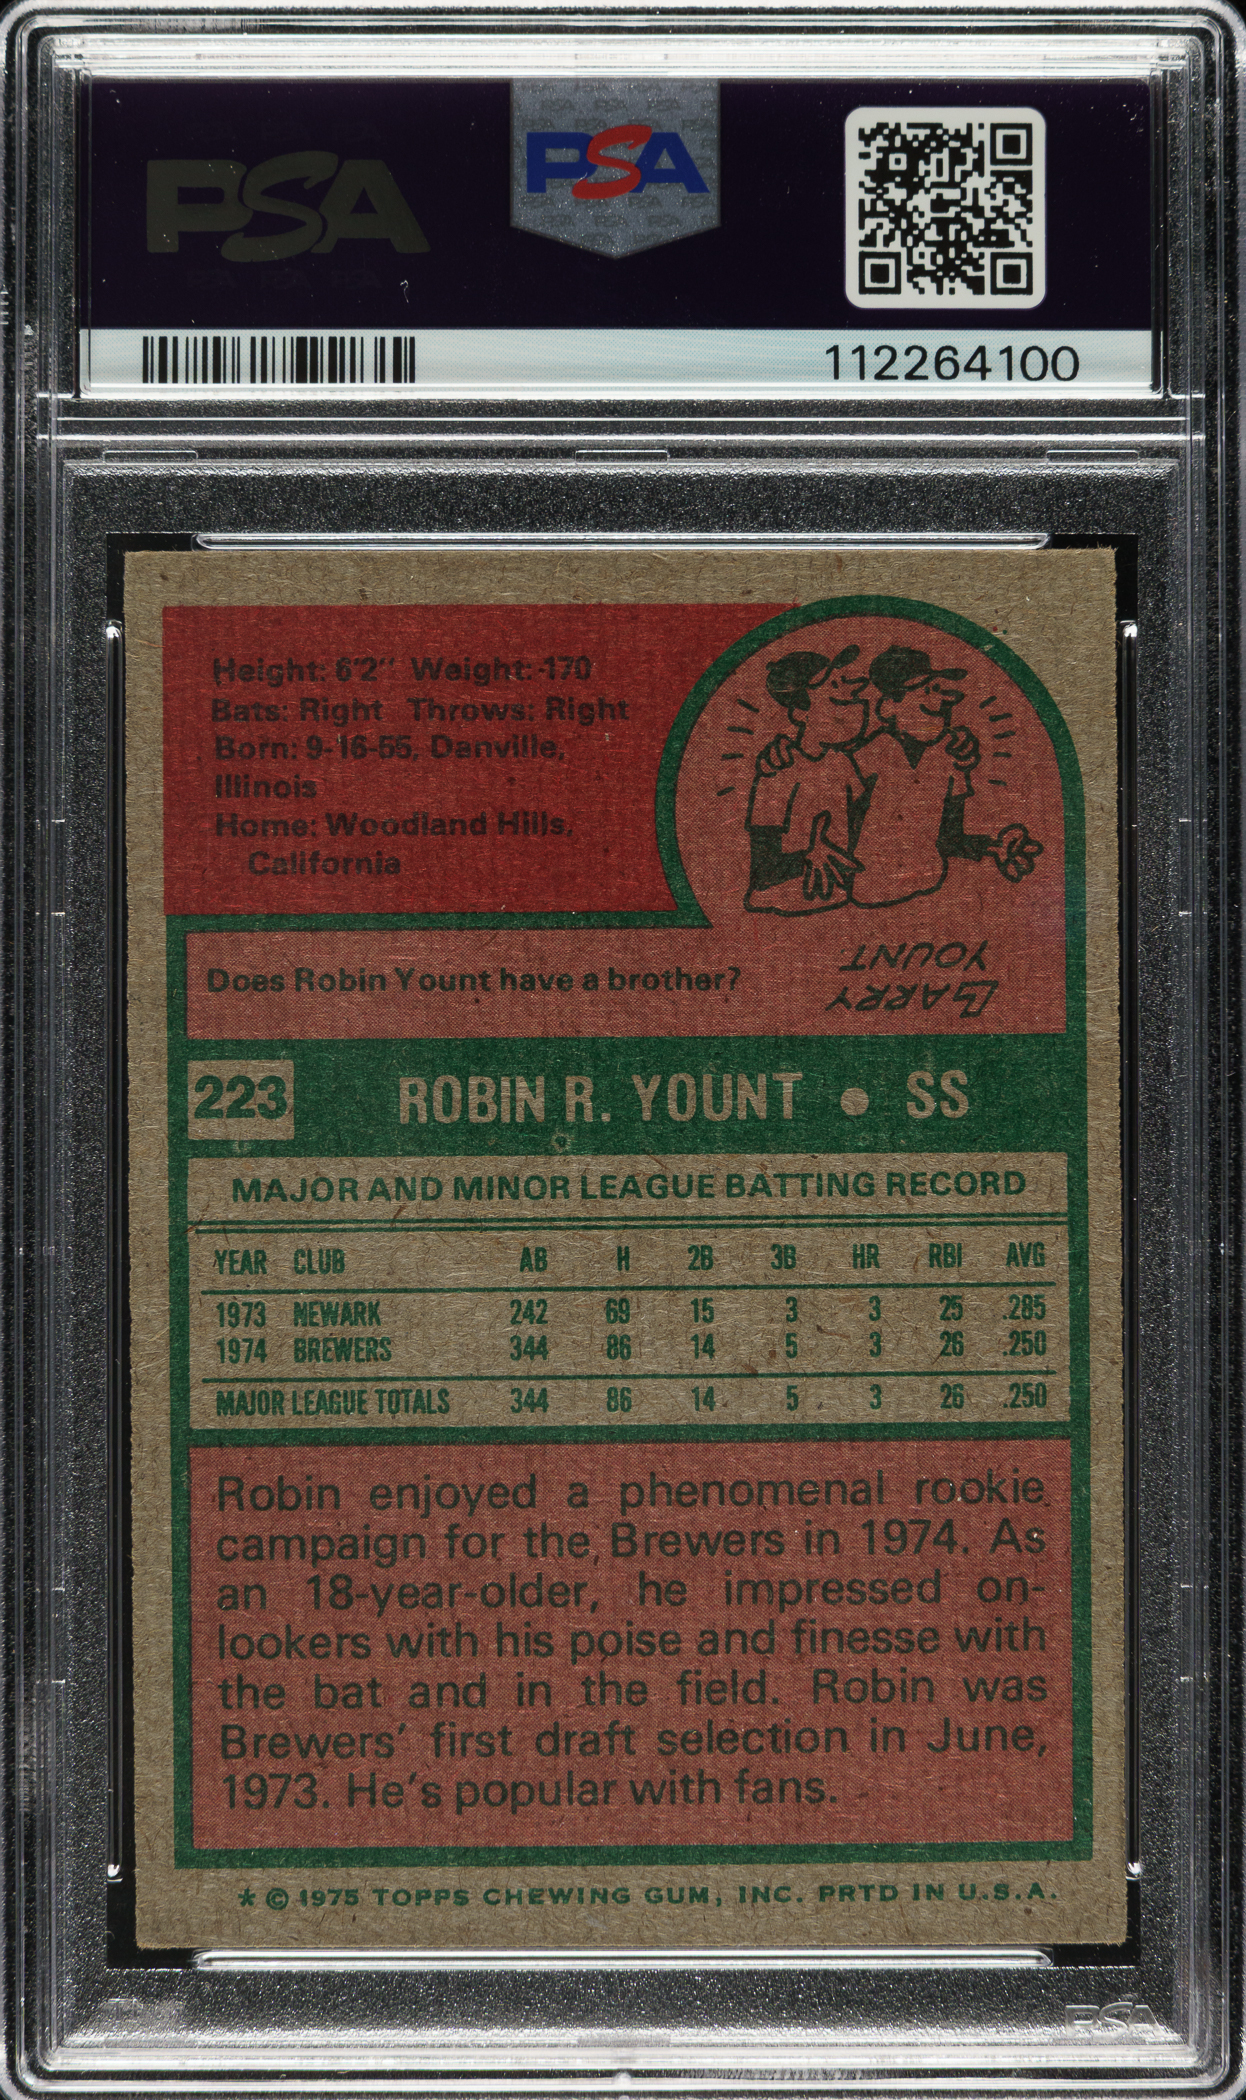 PSA
PSA
112264100
Height: 6'2" Weight: 170
Bats: Right Throws: Right
Born: 9-16-55, Danville,
Illinois
Home: Woodland Hills,
California
Does Robin Yount have a brother?
LARRY
YOUNT
223 ROBIN R. YOUNT • SS
MAJOR AND MINOR LEAGUE BATTING RECORD
YEAR CLUB AB H 2B 3B HR RBI AVG
1973 NEWARK 242 69 15 3 3 25 .285
1974 BREWERS 344 86 14 5 3 26 .250
MAJOR LEAGUE TOTALS 344 86 14 5 3 26 .250
Robin enjoyed a phenomenal rookie
campaign for the Brewers in 1974. As
an 18-year-older, he impressed on-
lookers with his poise and finesse with
the bat and in the field. Robin was
Brewers' first draft selection in June,
1973. He's popular with fans.
* © 1975 TOPPS CHEWING GUM, INC. PRTD IN U.S.A.
PSA